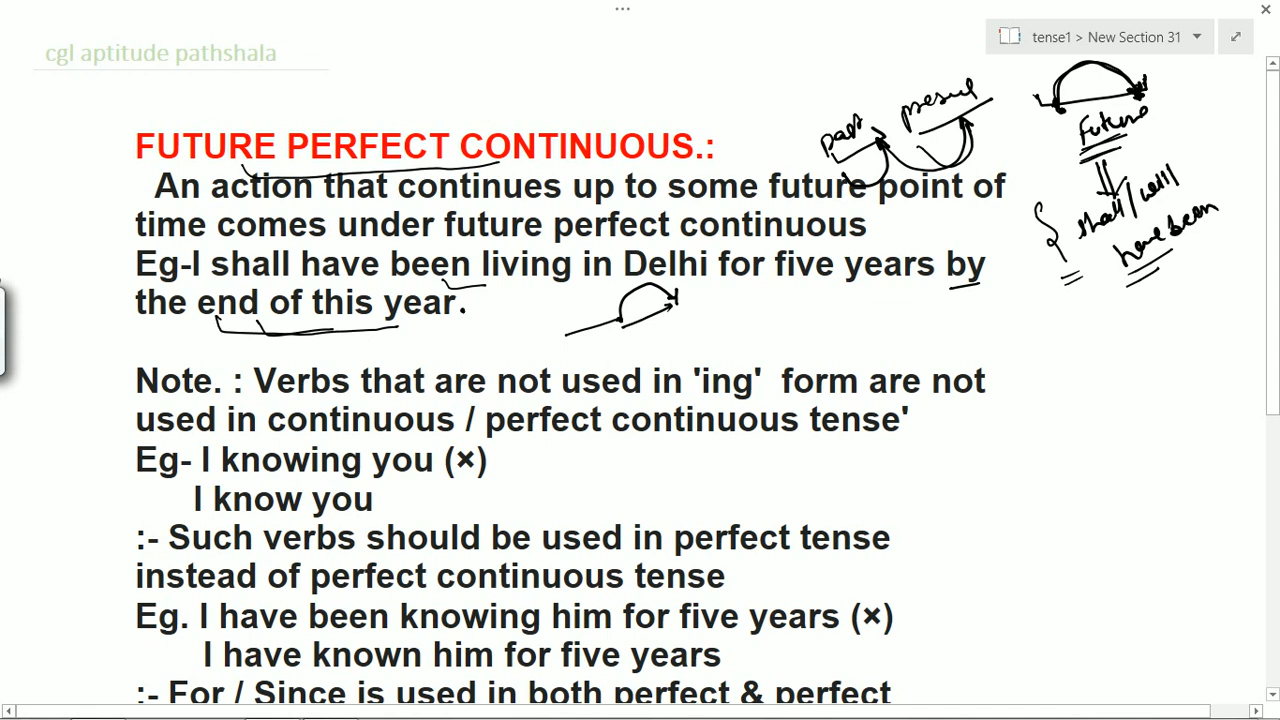 tense1 > New Section 31
cgl aptitude pathshala
past present Future
FUTURE PERFECT CONTINUOUS.:
An action that continues up to some future point of
time comes under future perfect continuous
shall/will
have been
Eg-I shall have been living in Delhi for five years by
the end of this year.
Note. : Verbs that are not used in 'ing' form are not
used in continuous / perfect continuous tense'
Eg- I knowing you (×)
I know you
:- Such verbs should be used in perfect tense
instead of perfect continuous tense
Eg. I have been knowing him for five years (×)
I have known him for five years
:- For / Since is used in both perfect & perfect